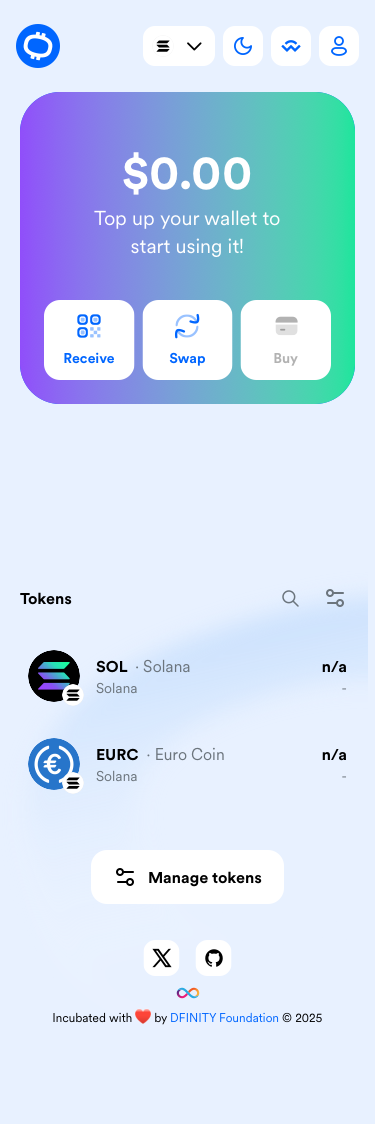 $0.00
Top up your wallet to
start using it!
Receive
Swap
Buy
Tokens
SOL · Solana
n/a
Solana
-
EURC · Euro Coin
n/a
Solana
-
Manage tokens
Incubated with ❤️ by DFINITY Foundation © 2025